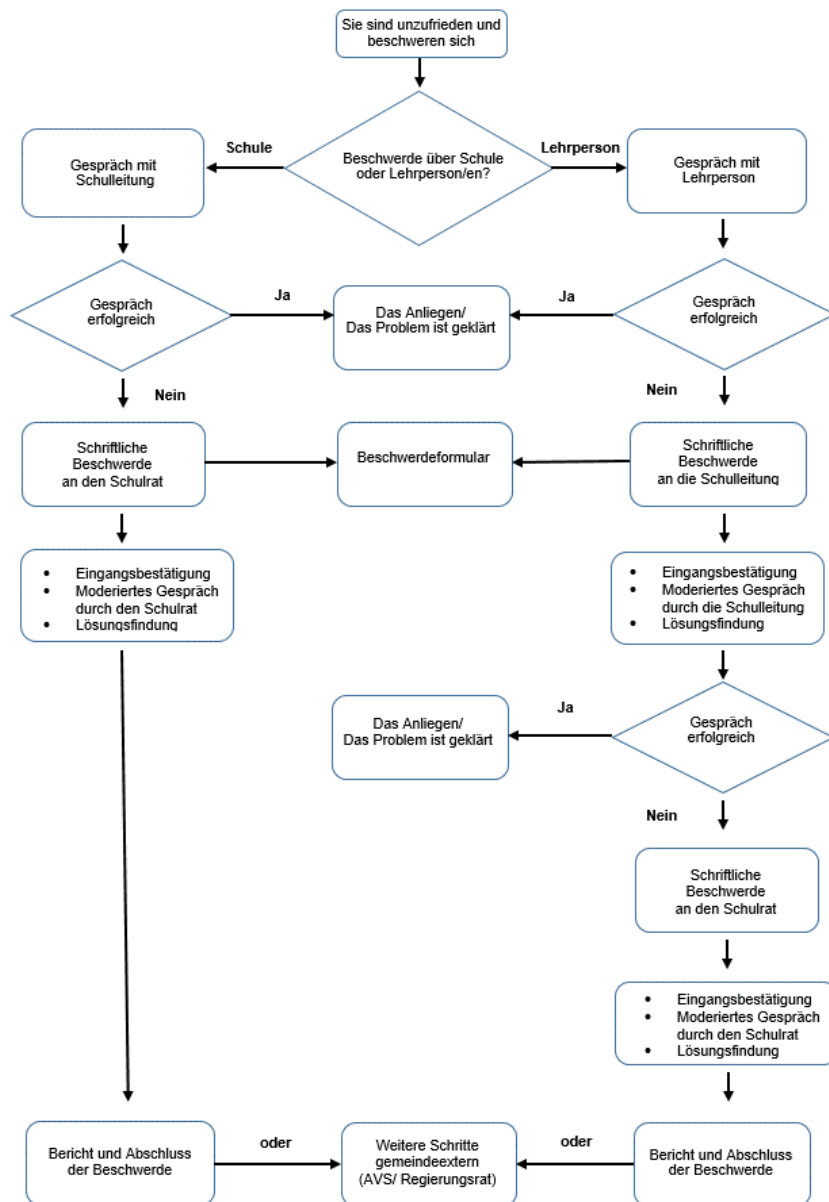 Sie sind unzufrieden und
beschweren sich
Schule
Beschwerde über Schule
oder Lehrperson/en?
Lehrperson
Gespräch mit
Schulleitung
Gespräch mit
Lehrperson
Gespräch
erfolgreich
Ja
Das Anliegen/
Das Problem ist geklärt
Ja
Gespräch
erfolgreich
Nein
Nein
Schriftliche
Beschwerde
an den Schulrat
Beschwerdeformular
Schriftliche
Beschwerde
an die Schulleitung
• Eingangsbestätigung
• Moderiertes Gespräch
durch den Schulrat
• Lösungsfindung
• Eingangsbestätigung
• Moderiertes Gespräch
durch die Schulleitung
• Lösungsfindung
Das Anliegen/
Das Problem ist geklärt
Ja
Gespräch
erfolgreich
Nein
Schriftliche
Beschwerde
an den Schulrat
• Eingangsbestätigung
• Moderiertes Gespräch
durch den Schulrat
• Lösungsfindung
Bericht und Abschluss
der Beschwerde
oder
Weitere Schritte
gemeindeextern
(AVS/ Regierungsrat)
oder
Bericht und Abschluss
der Beschwerde